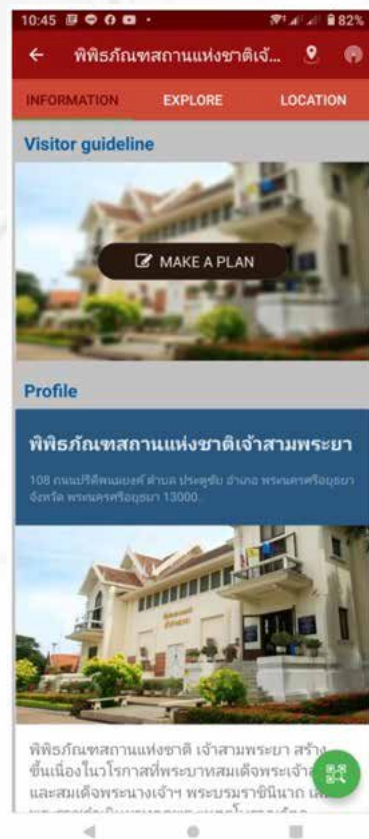 10:45
82%
พิพิธภัณฑสถานแห่งชาติเจ้...
INFORMATION
EXPLORE
LOCATION
Visitor guideline
MAKE A PLAN
Profile
พิพิธภัณฑสถานแห่งชาติเจ้าสามพระยา
108 ถนนปรีดีพนมยงค์ ตำบล ประตูชัย อำเภอ พระนครศรีอยุธยา
จังหวัด พระนครศรีอยุธยา 13000
พิพิธภัณฑสถานแห่งชาติ เจ้าสามพระยา สร้าง
ขึ้นเนื่องในวโรกาสที่พระบาทสมเด็จพระเจ้า
และสมเด็จพระนางเจ้าฯ พระบรมราชินีนาถ